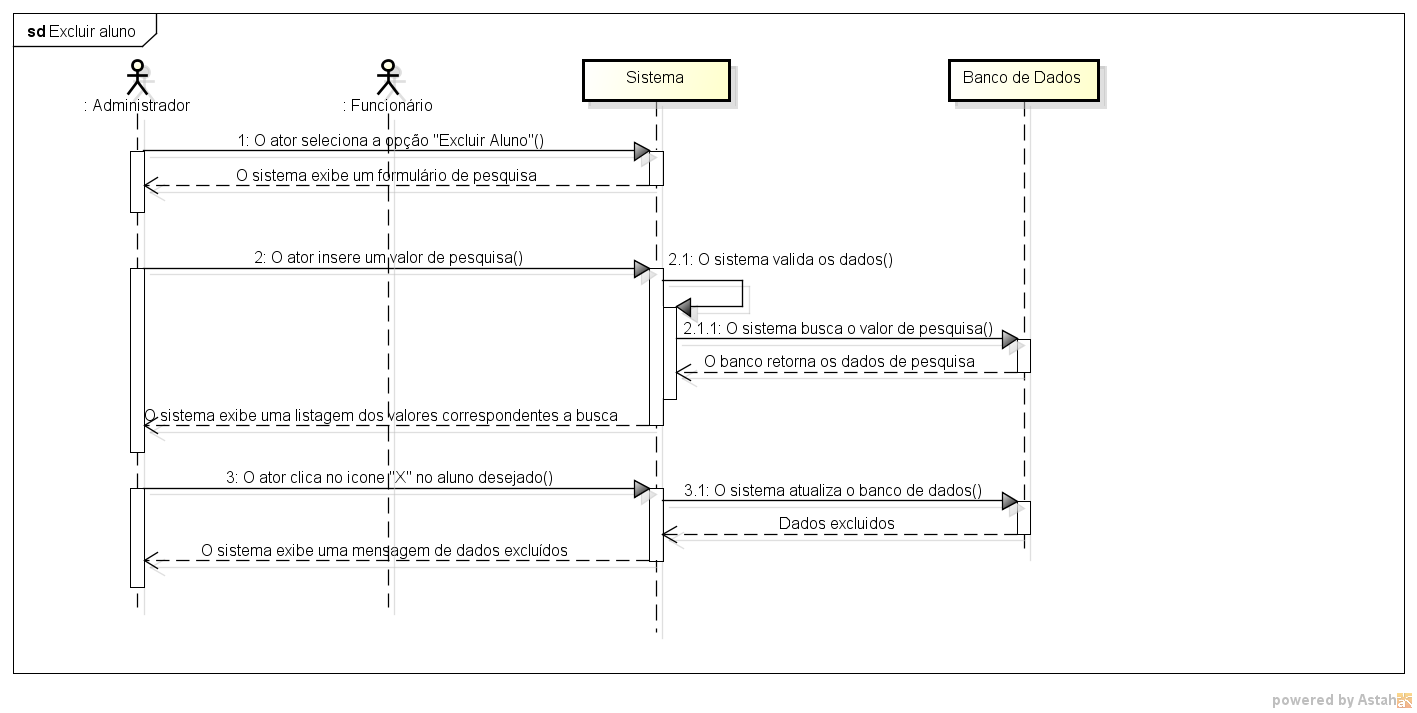 sd Excluir aluno
: Administrador
: Funcionário
Sistema
Banco de Dados
1: O ator seleciona a opção "Excluir Aluno"()
O sistema exibe um formulário de pesquisa
2: O ator insere um valor de pesquisa()
2.1: O sistema valida os dados()
2.1.1: O sistema busca o valor de pesquisa()
O banco retorna os dados de pesquisa
O sistema exibe uma listagem dos valores correspondentes a busca
3: O ator clica no icone "X" no aluno desejado()
3.1: O sistema atualiza o banco de dados()
Dados excluidos
O sistema exibe uma mensagem de dados excluídos
powered by Astah